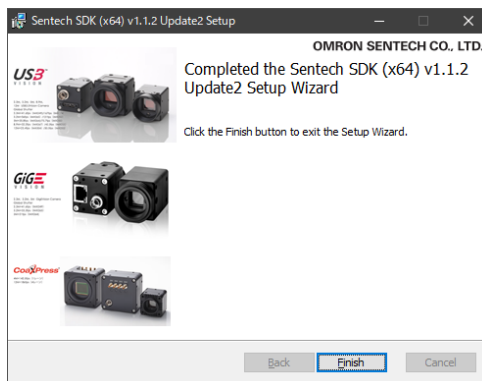 Sentech SDK (x64) v1.1.2 Update2 Setup
OMRON SENTECH CO., LTD.
USB3
VISION
Completed the Sentech SDK (x64) v1.1.2
Update2 Setup Wizard
Click the Finish button to exit the Setup Wizard.
GiGE
VISION
CoaXPress
Back
Finish
Cancel